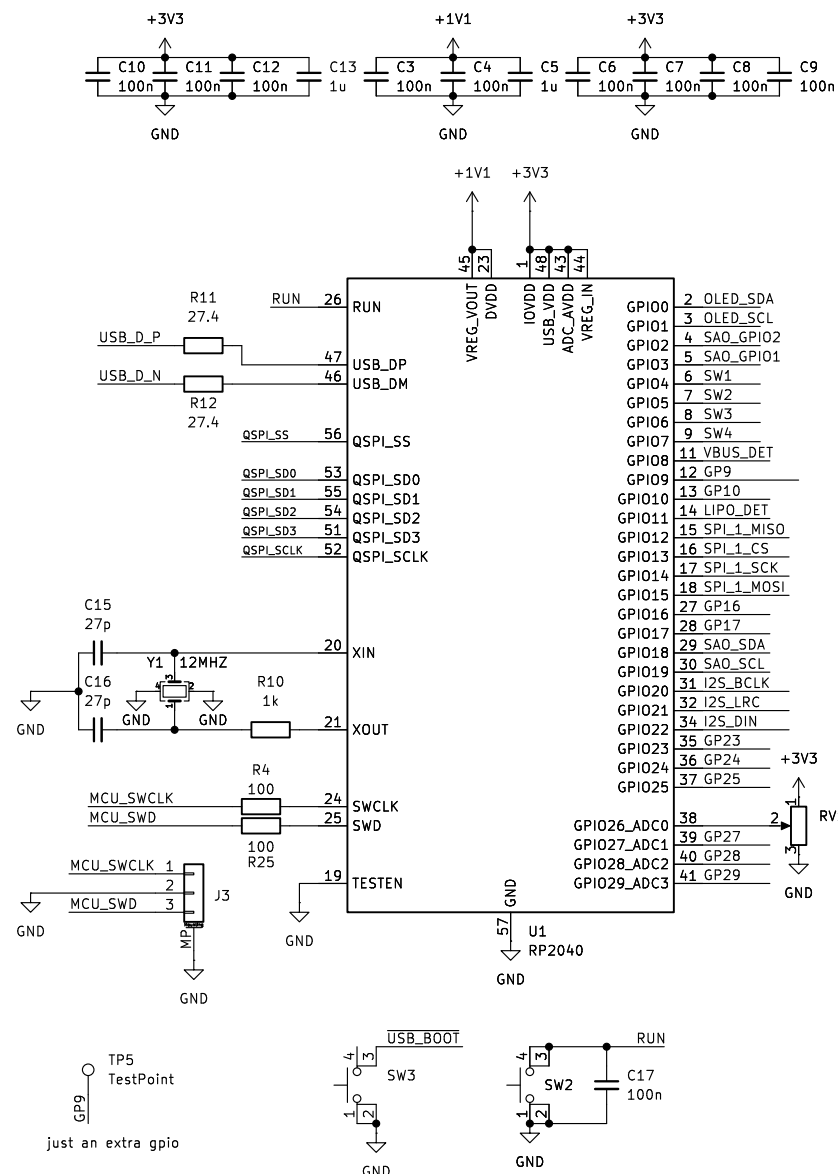 +3V3
+1V1
+3V3
C10 100n
C11 100n
C12 100n
C13 1u
C3 100n
C4 100n
C5 1u
C6 100n
C7 100n
C8 100n
C9 100n
GND
GND
GND
+1V1
+3V3
45 VREG_VOUT
23 DVDD
1 IOVDD
48 USB_VDD
43 ADC_AVDD
44 VREG_IN
RUN 26 RUN
R11
27.4
USB_D_P 47 USB_DP
USB_D_N 46 USB_DM
R12
27.4
QSPI_SS 56 QSPI_SS
QSPI_SD0 53 QSPI_SD0
QSPI_SD1 55 QSPI_SD1
QSPI_SD2 54 QSPI_SD2
QSPI_SD3 51 QSPI_SD3
QSPI_SCLK 52 QSPI_SCLK
GPIO0 2 OLED_SDA
GPIO1 3 OLED_SCL
GPIO2 4 SAO_GPIO2
GPIO3 5 SAO_GPIO1
GPIO4 6 SW1
GPIO5 7 SW2
GPIO6 8 SW3
GPIO7 9 SW4
GPIO8 11 VBUS_DET
GPIO9 12 GP9
GPIO10 13 GP10
GPIO11 14 LIPO_DET
GPIO12 15 SPI_1_MISO
GPIO13 16 SPI_1_CS
GPIO14 17 SPI_1_SCK
GPIO15 18 SPI_1_MOSI
GPIO16 27 GP16
GPIO17 28 GP17
GPIO18 29 SAO_SDA
GPIO19 30 SAO_SCL
GPIO20 31 I2S_BCLK
GPIO21 32 I2S_LRC
GPIO22 34 I2S_DIN
GPIO23 35 GP23
GPIO24 36 GP24
GPIO25 37 GP25
C15
27p
20 XIN
Y1 12MHZ
3
4 2
1
C16
27p
GND
GND
GND
R10
1k
21 XOUT
R4
100
MCU_SWCLK 24 SWCLK
MCU_SWD 25 SWD
100
R25
+3V3
1
GPIO26_ADC0 38 2
RV
3
GPIO27_ADC1 39 GP27
GPIO28_ADC2 40 GP28
GPIO29_ADC3 41 GP29
GND
MCU_SWCLK 1
2
MCU_SWD 3
J3
GND
MP
GND
19 TESTEN
GND
GND
57
U1
RP2040
GND
TP5
TestPoint
GP9
just an extra gpio
USB_BOOT
4 3
SW3
1 2
GND
RUN
4 3
SW2
1 2
C17
100n
GND